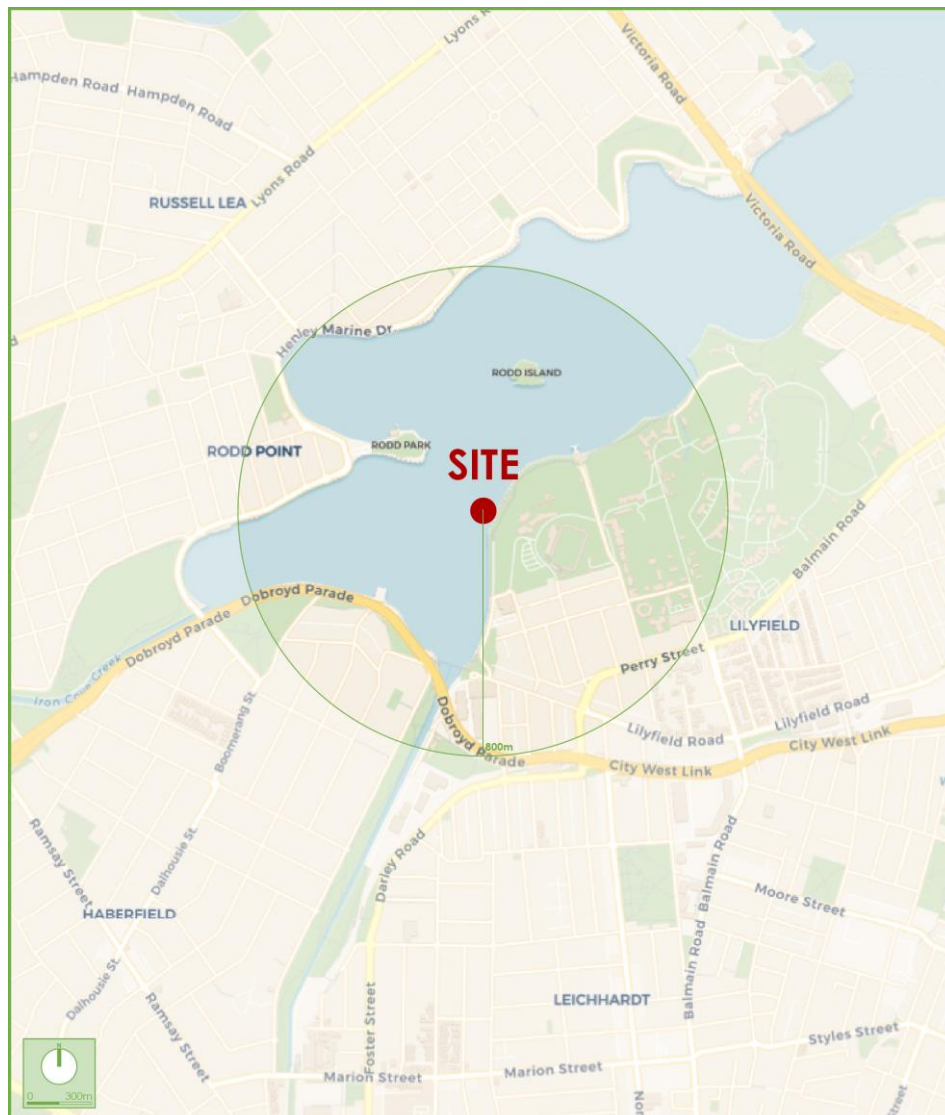 Lyons Road
Victoria Road
Hampden Road Hampden Road
RUSSELL LEA
Lyons Road
Victoria Road
Henley Marine Dr.
RODD ISLAND
RODD PARK
RODD POINT
SITE
Balmain Road
Dobroyd Parade
Dobroyd Parade
LILYFIELD
Perry Street
Iron Cove Creek
Boomerang St.
Dobroyd Parade
800m
Lilyfield Road
Lilyfield Road
City West Link
City West Link
Ramsay Street
Dalhousie St.
Darley Road
Balmain Road
Moore Street
HABERFIELD
Dalhousie St.
Ramsay Street
LEICHHARDT
Balmain Road
Foster Street
Styles Street
Marion Street
Marion Street
N
0 300m